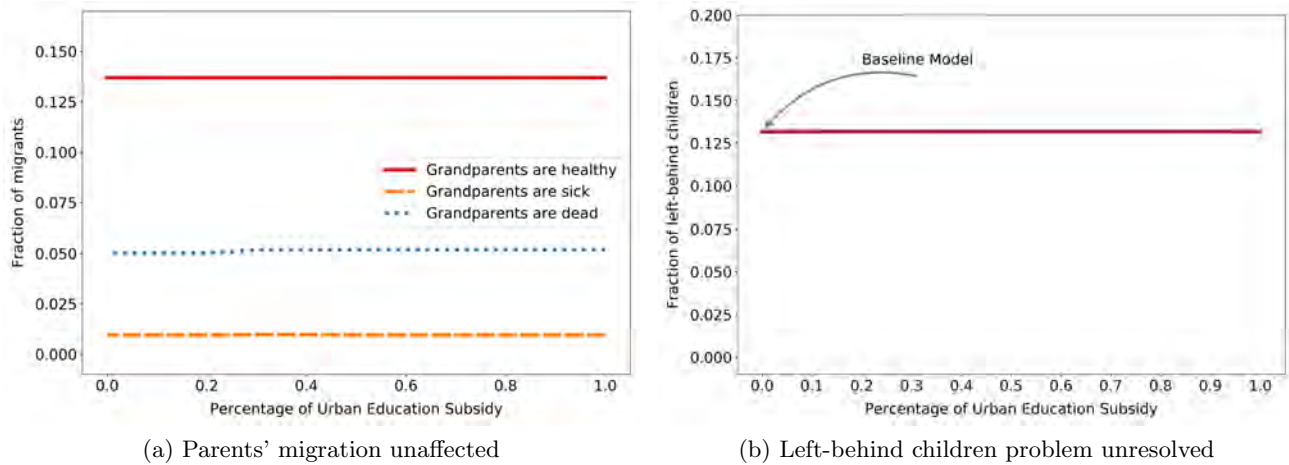 0.150
0.125
0.100
0.075
0.050
0.025
0.000
Fraction of migrants
Grandparents are healthy
Grandparents are sick
Grandparents are dead
0.0 0.2 0.4 0.6 0.8 1.0
Percentage of Urban Education Subsidy
(a) Parents’ migration unaffected
0.200
0.175
0.150
0.125
0.100
0.075
0.050
0.025
0.000
Fraction of left-behind children
Baseline Model
0.0 0.1 0.2 0.3 0.4 0.5 0.6 0.7 0.8 0.9 1.0
Percentage of Urban Education Subsidy
(b) Left-behind children problem unresolved